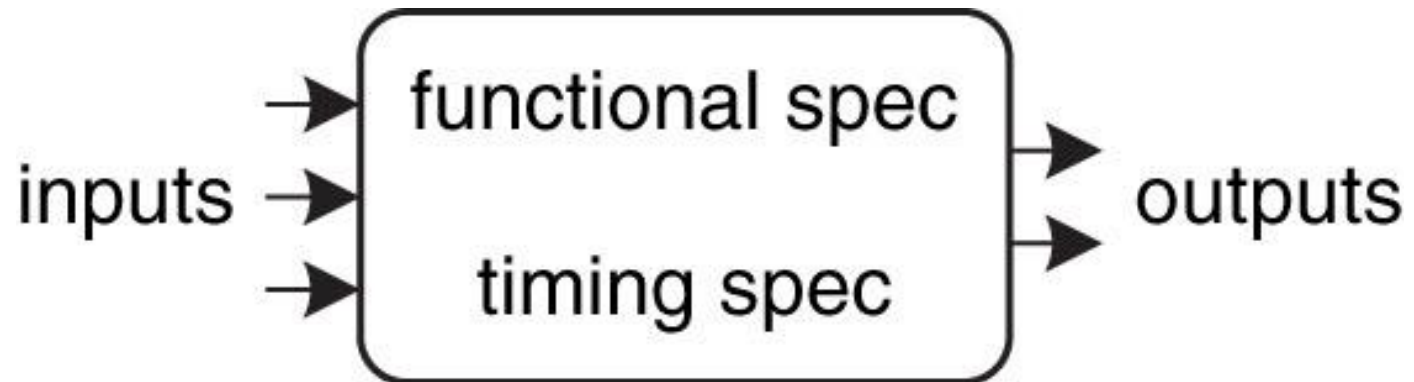 functional spec
inputs
outputs
timing spec